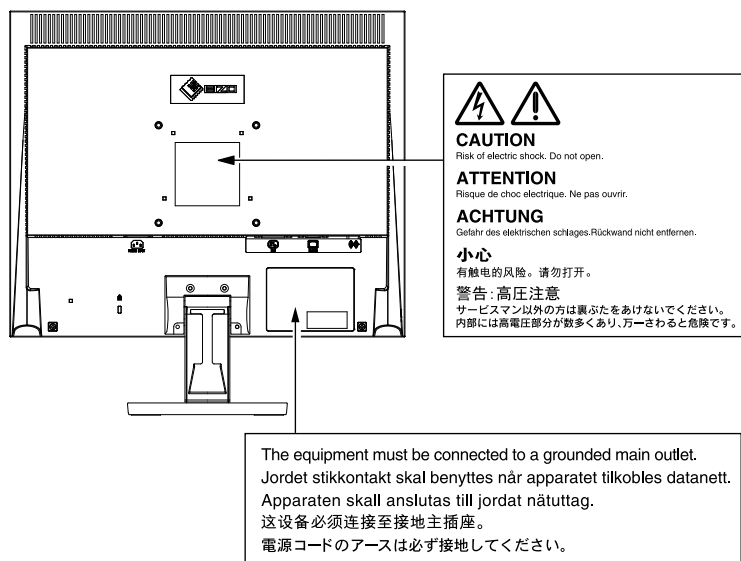 EIZO
CAUTION
Risk of electric shock. Do not open.
ATTENTION
Risque de choc electrique. Ne pas ouvrir.
ACHTUNG
Gefahr des elektrischen schlages.Rückwand nicht entfernen.
小心
有触电的风险。请勿打开。
警告:高圧注意
サービスマン以外の方は裏ぶたをあけないでください。
内部には高電圧部分が数多くあり、万一さわると危険です。
The equipment must be connected to a grounded main outlet.
Jordet stikkontakt skal benyttes når apparatet tilkobles datanett.
Apparaten skall anslutas till jordat nätuttag.
这设备必须连接至接地主插座。
電源コードのアースは必ず接地してください。